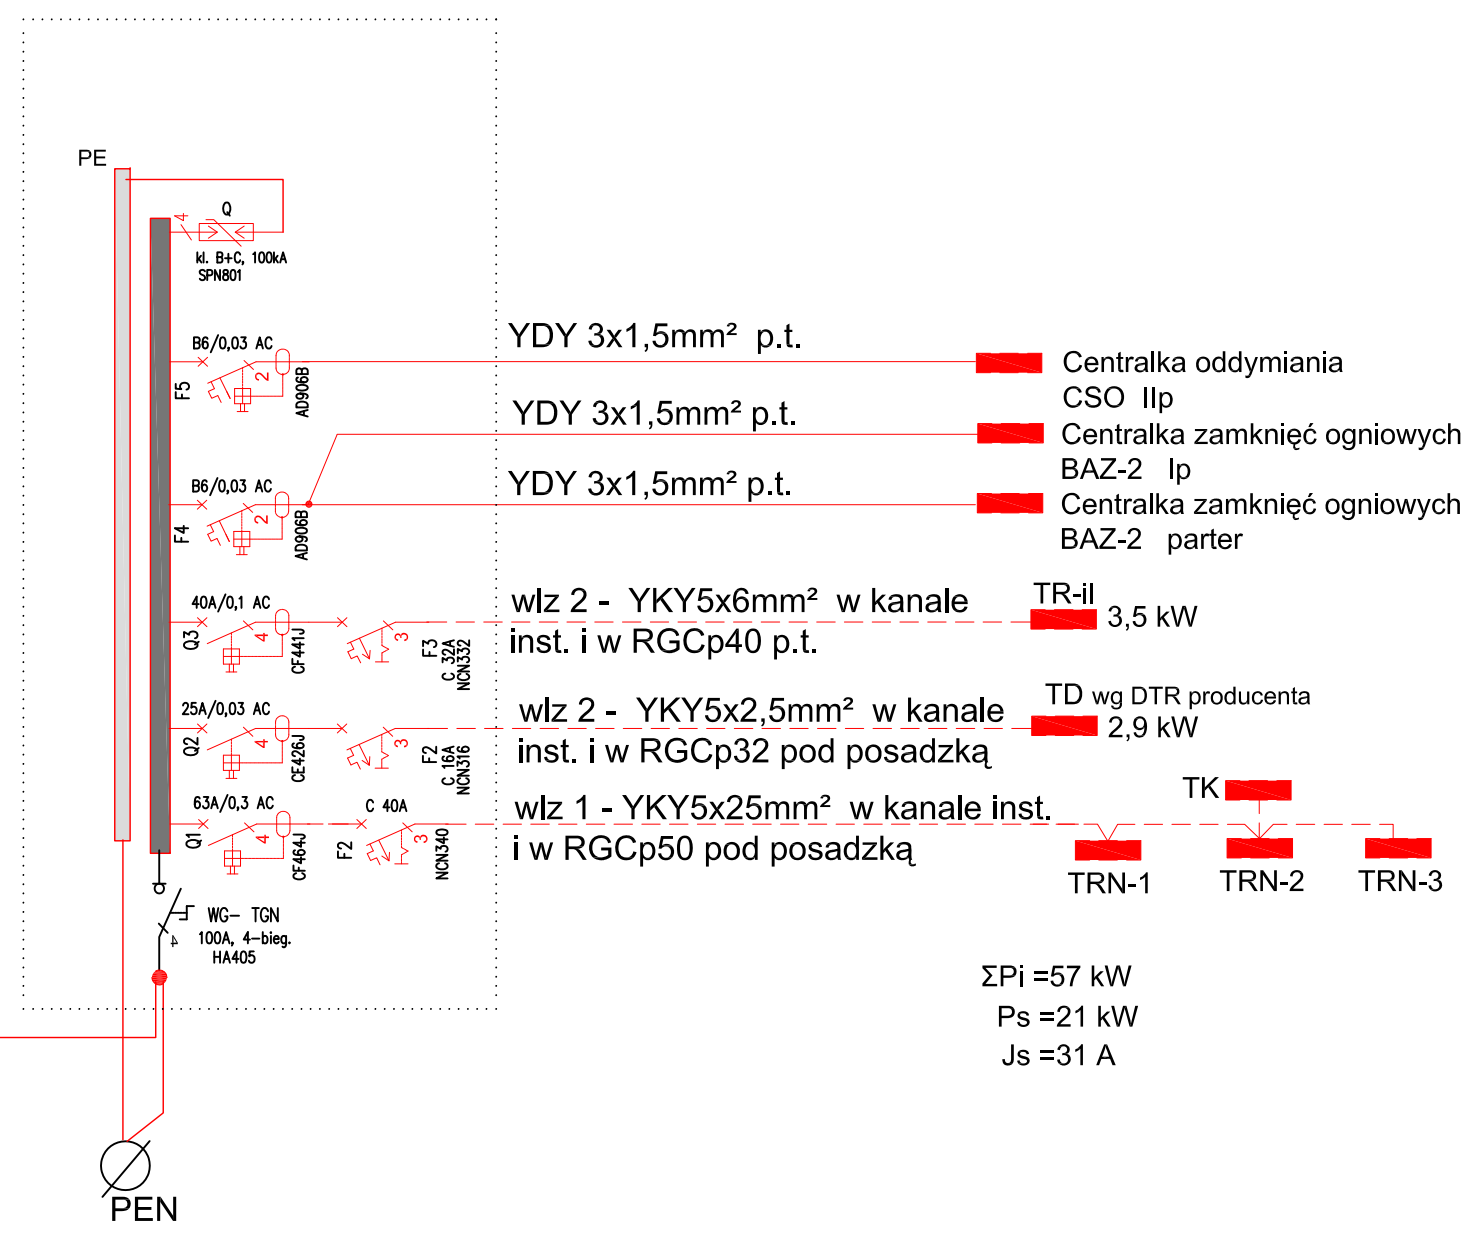 PE
4
Q
kl. B+C, 100kA
SPN801
B6/0,03 AC
F5
2
AD906B
YDY 3x1,5mm² p.t.
Centralka oddymiania
CSO IIp
YDY 3x1,5mm² p.t.
Centralka zamknięć ogniowych
BAZ-2 Ip
B6/0,03 AC
F4
2
AD906B
YDY 3x1,5mm² p.t.
Centralka zamknięć ogniowych
BAZ-2 parter
40A/0,1 AC
Q3
4
CF441J
3
F3
C 32A
NCN332
wlz 2 - YKY5x6mm² w kanale
inst. i w RGCp40 p.t.
TR-il
3,5 kW
25A/0,03 AC
Q2
4
CE426J
3
F2
C 16A
NCN316
wlz 2 - YKY5x2,5mm² w kanale
inst. i w RGCp32 pod posadzką
TD wg DTR producenta
2,9 kW
63A/0,3 AC
Q1
4
CF464J
C 40A
F2
3
NCN340
wlz 1 - YKY5x25mm² w kanale inst.
i w RGCp50 pod posadzką
TK
TRN-1
TRN-2
TRN-3
WG- TGN
100A, 4-bieg.
HA405
4
ΣPi =57 kW
Ps =21 kW
Js =31 A
PEN